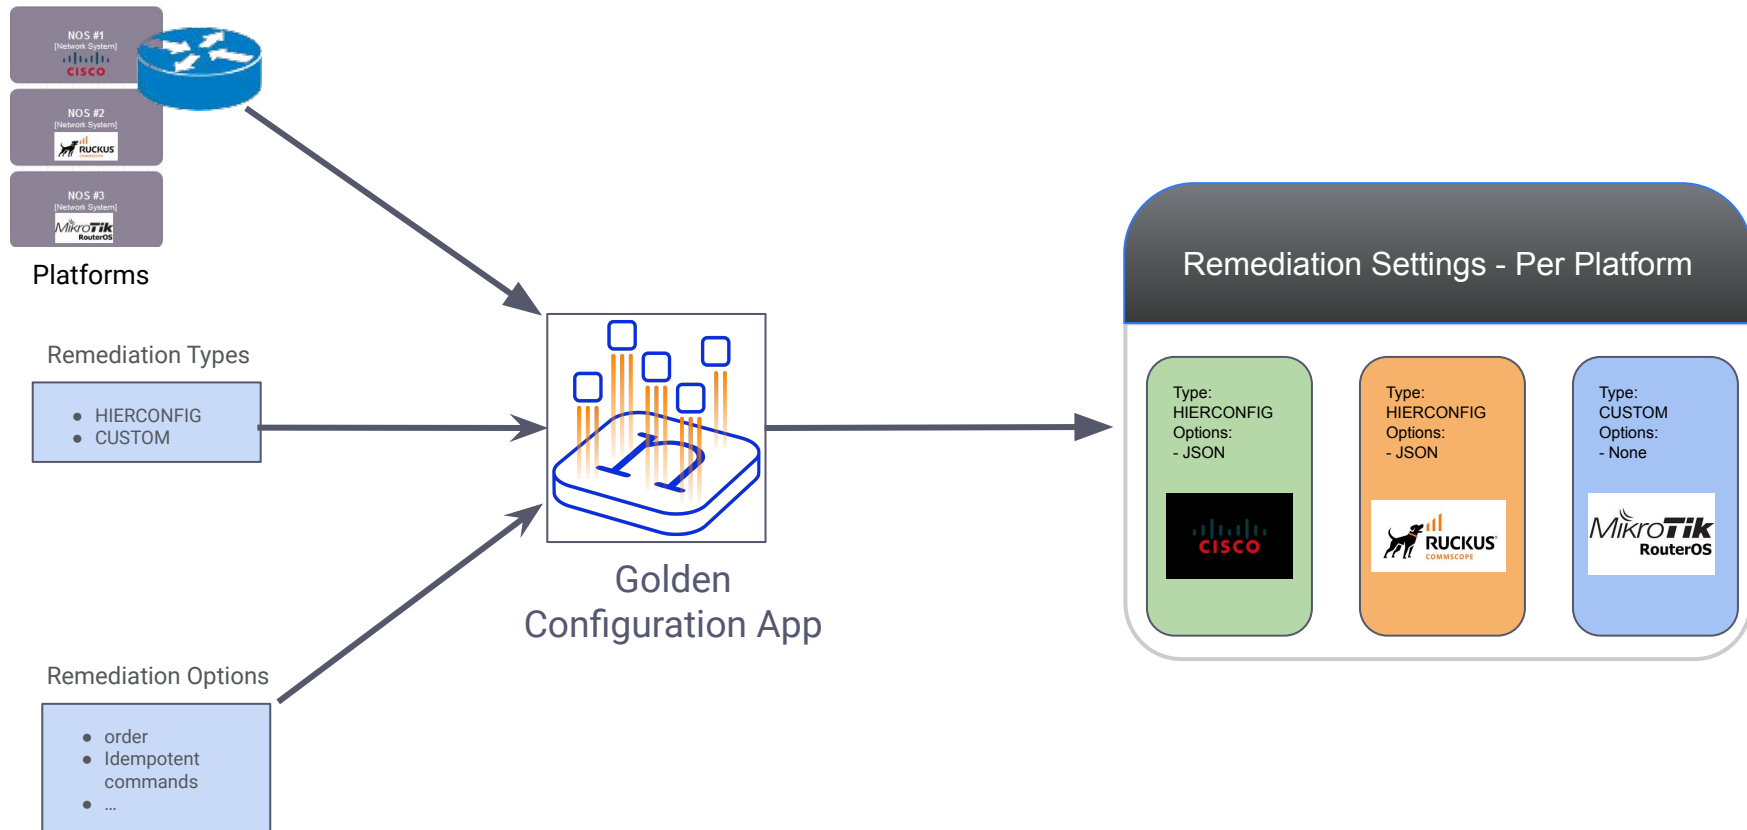 NOS #1
[Network System]
CISCO
NOS #2
[Network System]
RUCKUS
COMMSCOPE
NOS #3
[Network System]
MikroTik
RouterOS
Platforms
Remediation Types
● HIERCONFIG
● CUSTOM
Remediation Options
● order
● Idempotent
commands
● ...
Golden
Configuration App
Remediation Settings - Per Platform
Type:
HIERCONFIG
Options:
- JSON
CISCO
Type:
HIERCONFIG
Options:
- JSON
RUCKUS
COMMSCOPE
Type:
CUSTOM
Options:
- None
MikroTik
RouterOS